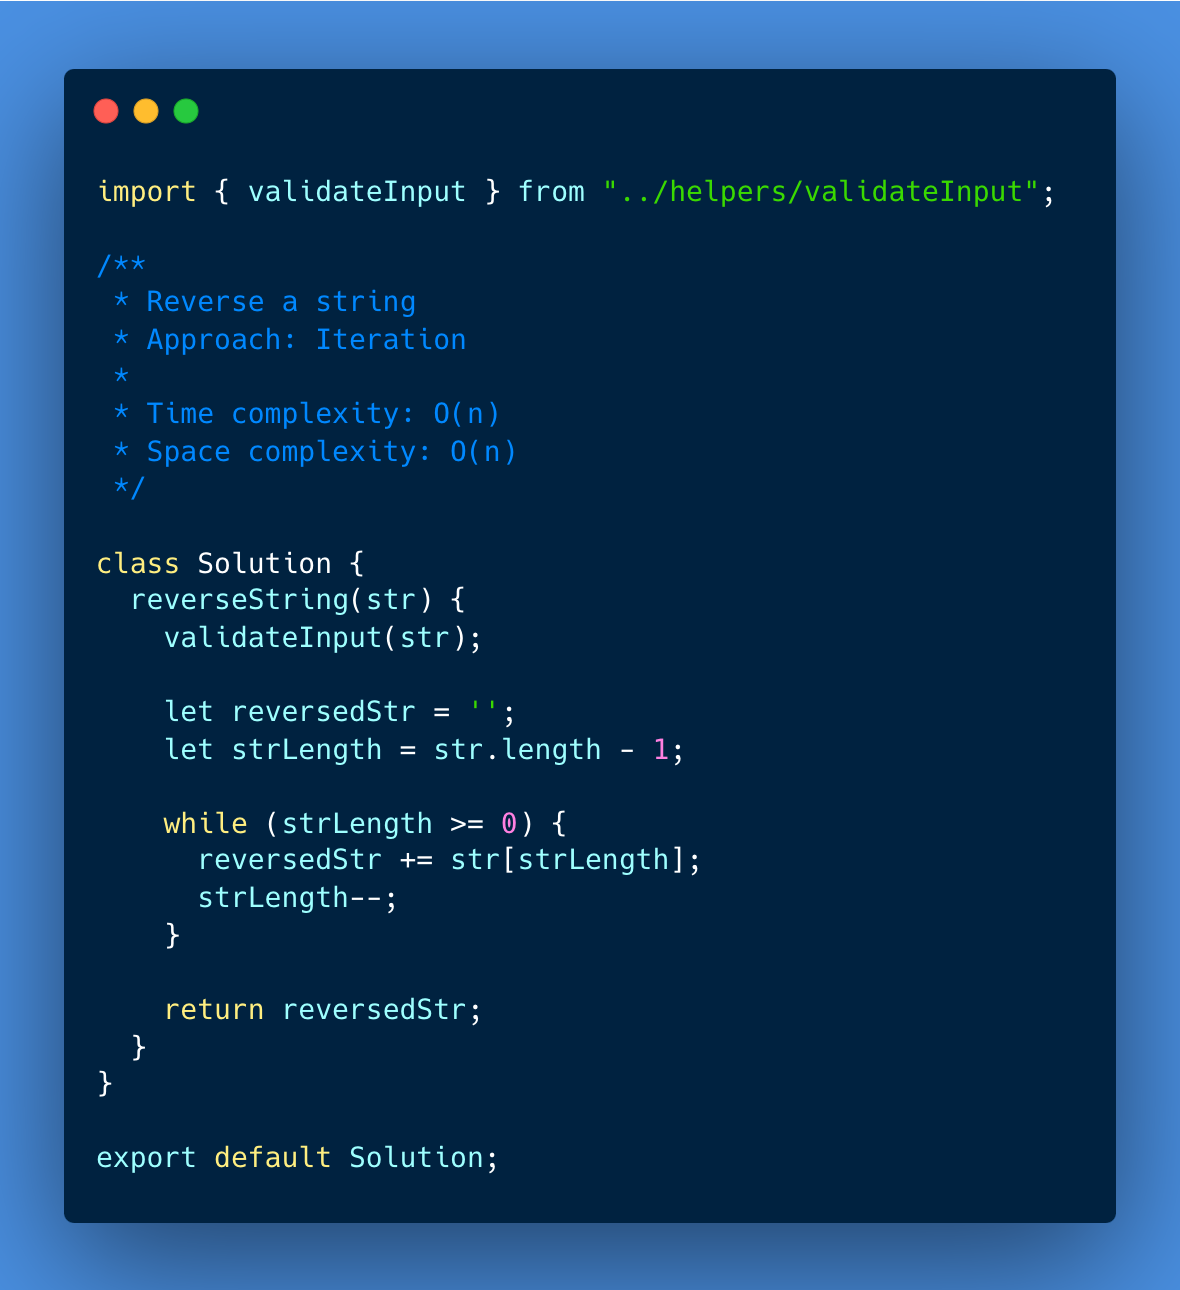 import { validateInput } from "../helpers/validateInput";
/**
 * Reverse a string
 * Approach: Iteration
 *
 * Time complexity: O(n)
 * Space complexity: O(n)
 */
class Solution {
  reverseString(str) {
    validateInput(str);
    let reversedStr = '';
    let strLength = str.length - 1;
    while (strLength >= 0) {
      reversedStr += str[strLength];
      strLength--;
    }
    return reversedStr;
  }
}
export default Solution;